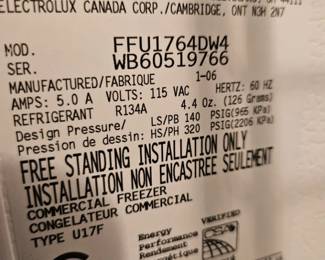 ELECTROLUX CANADA CORP./CAMBRIDGE, ONT N3H 2N7
MOD. FFU1764DW4
SER. WB60519766
MANUFACTURED/FABRIQUE 1-06
AMPS: 5.0 A VOLTS: 115 VAC HERTZ: 60 HZ
REFRIGERANT R134A 4.4 Oz. (126 Grams)
Design Pressure/ LS/PB 140 PSIG(965 KPa)
Pression de dessin: HS/PH 320 PSIG(2206 KPa)
FREE STANDING INSTALLATION ONLY
INSTALLATION NON ENCASTREE SEULEMENT
COMMERCIAL FREEZER
CONGELATEUR COMMERCIAL
TYPE U17F
Energy
Performance
Rendement
Energétique
VERIFIED